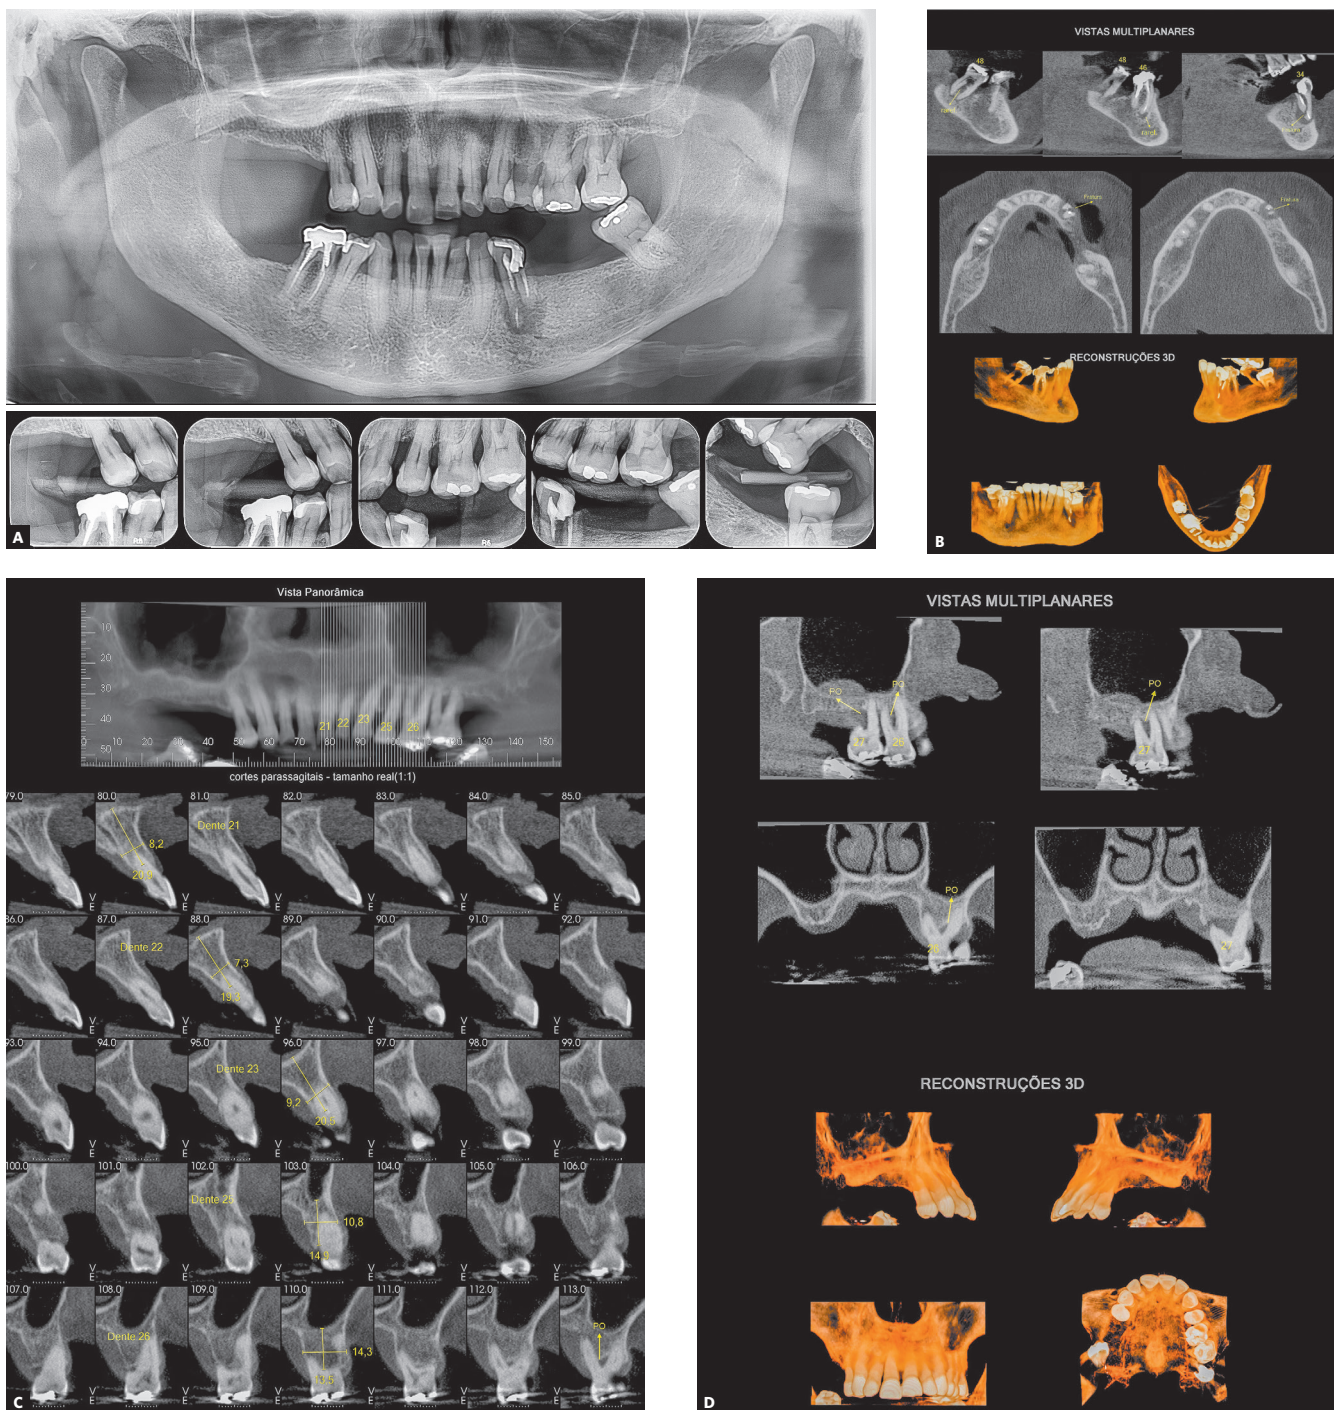 R6
R6
A
VISTAS MULTIPLANARES
48
48
46
34
Fratura
Fratura
RECONSTRUÇÕES 3D
B
Vista Panorâmica
10
20
30
40
50
21
22
23
25
26
0
10
20
30
40
50
60
70
80
90
100
110
120
130
140
150
cortes parassagitais - tamanho real(1:1)
79.0
80.0
81.0
82.0
83.0
84.0
85.0
Dente 21
8,2
V
E
V
E
V
E
V
E
V
E
V
E
86.0
87.0
88.0
89.0
90.0
91.0
92.0
Dente 22
7,3
V
E
V
E
V
E
V
E
V
E
V
E
93.0
94.0
95.0
96.0
97.0
98.0
99.0
Dente 23
9,2
V
E
V
E
V
E
V
E
V
E
V
E
100.0
101.0
102.0
103.0
104.0
105.0
106.0
Dente 25
10,8
14,9
V
E
V
E
V
E
V
E
V
E
V
E
107.0
108.0
109.0
110.0
111.0
112.0
113.0
PO
Dente 26
14,3
V
E
V
E
V
E
V
E
V
E
V
E
C
VISTAS MULTIPLANARES
PO
PO
27
PO
27
PO
26
27
RECONSTRUÇÕES 3D
D